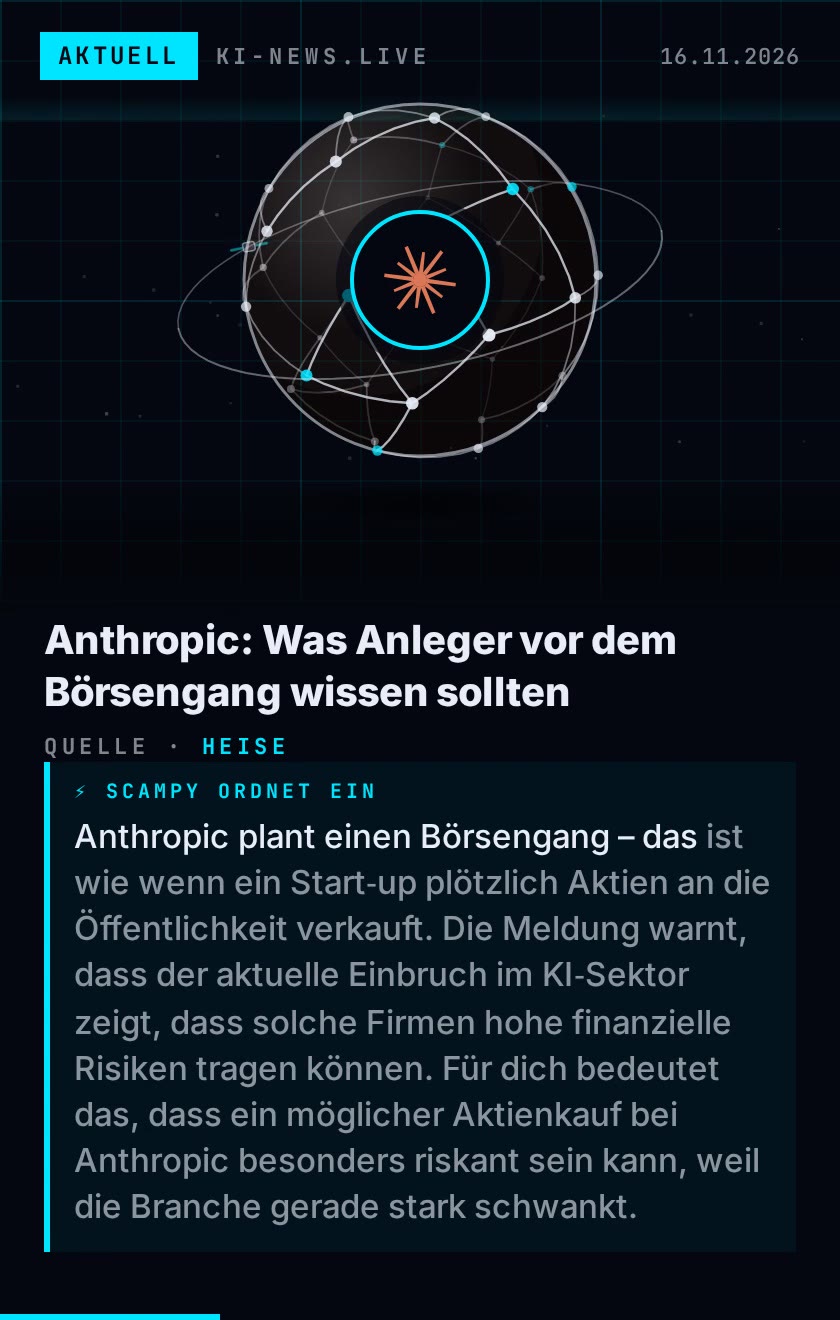 AKTUELL KI-NEWS.LIVE 16.11.2026
Anthropic: Was Anleger vor dem
Börsengang wissen sollten
QUELLE · HEISE
⚡ SCAMPY ORDNET EIN
Anthropic plant einen Börsengang – das ist
wie wenn ein Start-up plötzlich Aktien an die
Öffentlichkeit verkauft. Die Meldung warnt,
dass der aktuelle Einbruch im KI-Sektor
zeigt, dass solche Firmen hohe finanzielle
Risiken tragen können. Für dich bedeutet
das, dass ein möglicher Aktienkauf bei
Anthropic besonders riskant sein kann, weil
die Branche gerade stark schwankt.